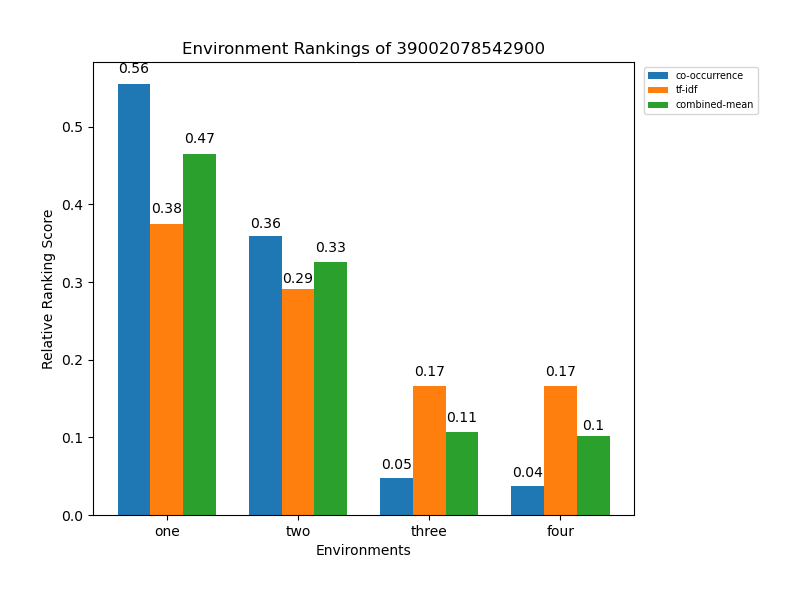 Environment Rankings of 39002078542900
co-occurrence
tf-idf
combined-mean
0.56
0.38
0.47
0.36
0.29
0.33
0.05
0.17
0.11
0.04
0.17
0.1
Relative Ranking Score
0.5
0.4
0.3
0.2
0.1
0.0
one two three four
Environments